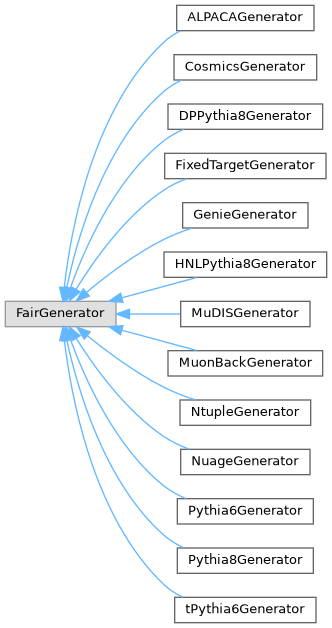 ALPACAGenerator
CosmicsGenerator
DPPythia8Generator
FixedTargetGenerator
GenieGenerator
HNLPythia8Generator
FairGenerator
MuDISGenerator
MuonBackGenerator
NtupleGenerator
NuageGenerator
Pythia6Generator
Pythia8Generator
tPythia6Generator